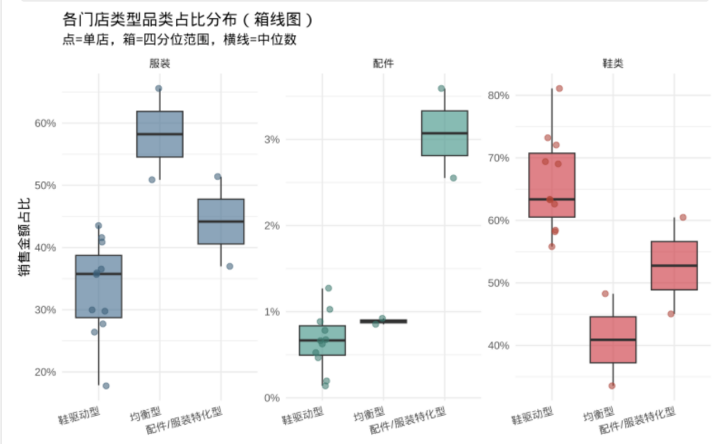 各门店类型品类占比分布（箱线图）
点=单店，箱=四分位范围，横线=中位数
服装
配件
鞋类
销售金额占比
60%
50%
40%
30%
20%
3%
2%
1%
0%
80%
70%
60%
50%
40%
鞋驱动型
均衡型
配件/服装特化型
鞋驱动型
均衡型
配件/服装特化型
鞋驱动型
均衡型
配件/服装特化型